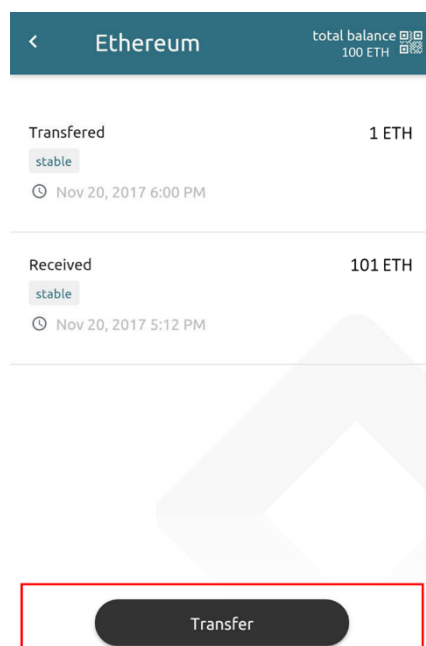 Ethereum
total balance
100 ETH
Transfered
1 ETH
stable
Nov 20, 2017 6:00 PM
Received
101 ETH
stable
Nov 20, 2017 5:12 PM
Transfer